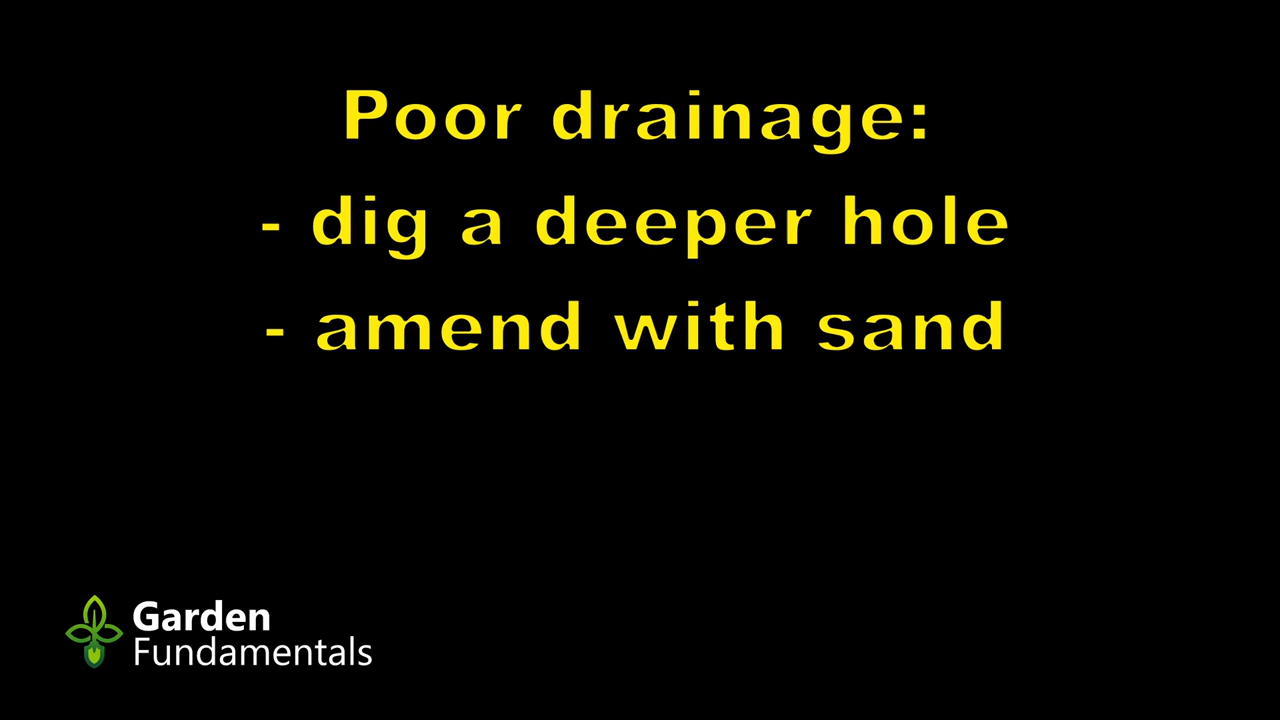 Poor drainage:
- dig a deeper hole
- amend with sand
Garden
Fundamentals